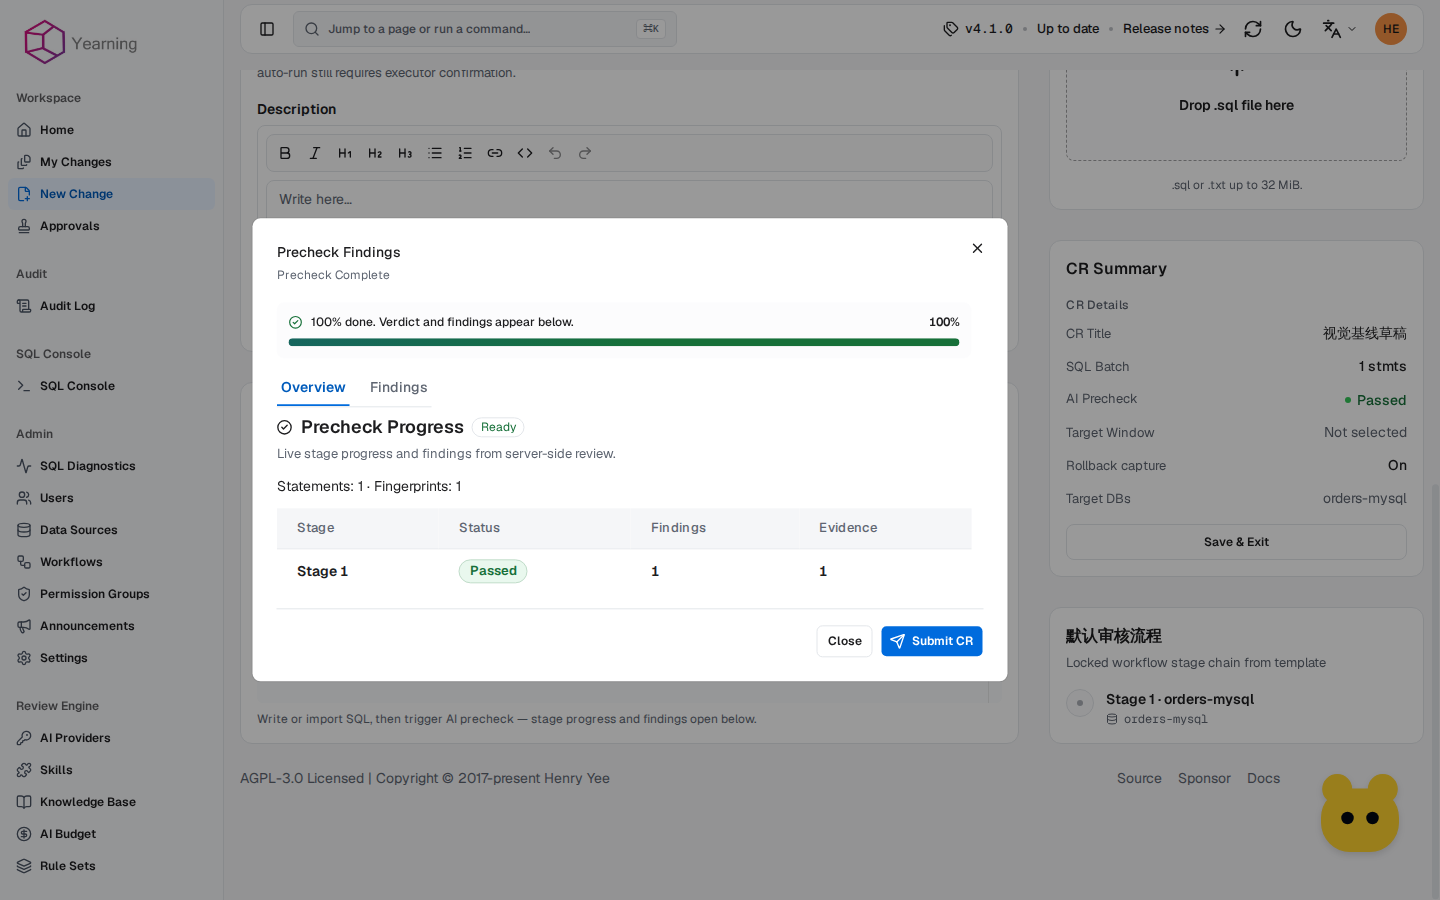 Yearning
Workspace
Home
My Changes
New Change
Approvals
Audit
Audit Log
SQL Console
SQL Console
Admin
SQL Diagnostics
Users
Data Sources
Workflows
Permission Groups
Announcements
Settings
Review Engine
AI Providers
Skills
Knowledge Base
AI Budget
Rule Sets
Jump to a page or run a command...
⌘K
v4.1.0
Up to date
Release notes
HE
auto-run still requires executor confirmation.
Description
B I H1 H2 H3
Write here...
Precheck Findings
Precheck Complete
100% done. Verdict and findings appear below.
100%
Overview
Findings
Precheck Progress
Ready
Live stage progress and findings from server-side review.
Statements: 1 · Fingerprints: 1
Stage Status Findings Evidence
Stage 1 Passed 1 1
Close
Submit CR
Write or import SQL, then trigger AI precheck — stage progress and findings open below.
Drop .sql file here
.sql or .txt up to 32 MiB.
CR Summary
CR Details
CR Title 视觉基线草稿
SQL Batch 1 stmts
AI Precheck Passed
Target Window Not selected
Rollback capture On
Target DBs orders-mysql
Save & Exit
默认审核流程
Locked workflow stage chain from template
Stage 1 · orders-mysql
orders-mysql
AGPL-3.0 Licensed | Copyright © 2017-present Henry Yee
Source Sponsor Docs